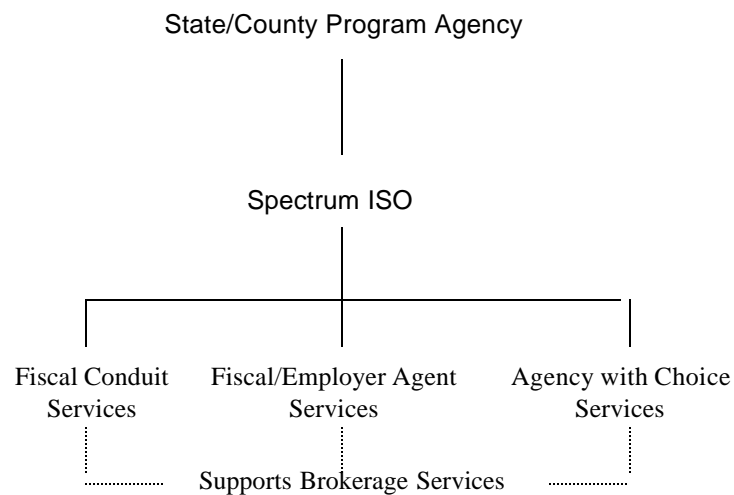 State/County Program Agency
Spectrum ISO
Fiscal Conduit
Services
Fiscal/Employer Agent
Services
Agency with Choice
Services
Supports Brokerage Services